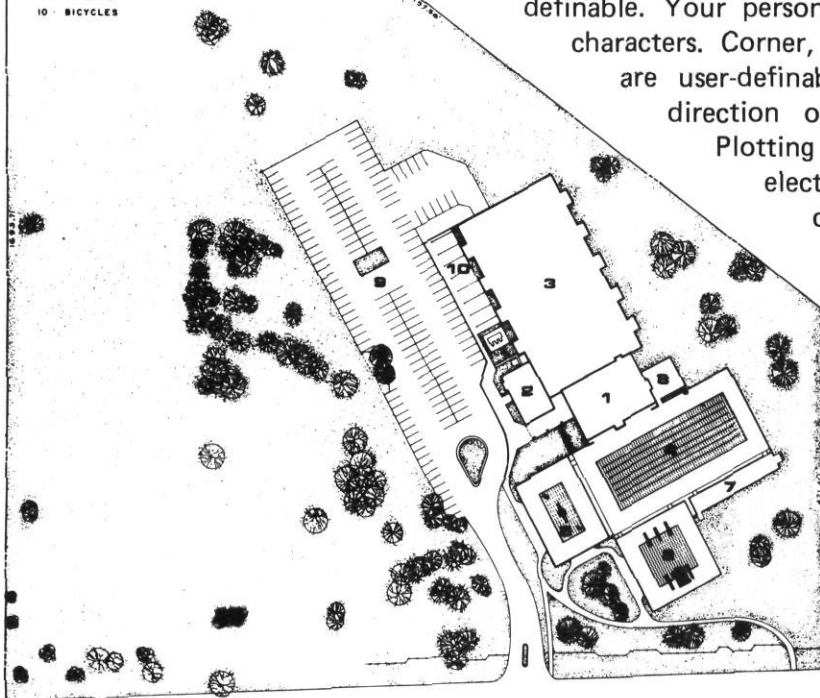 10 · BICYCLES
definable. Your person
characters. Corner,
are user-definab
direction o
Plotting
elect
10
3
9
2
1
8
7